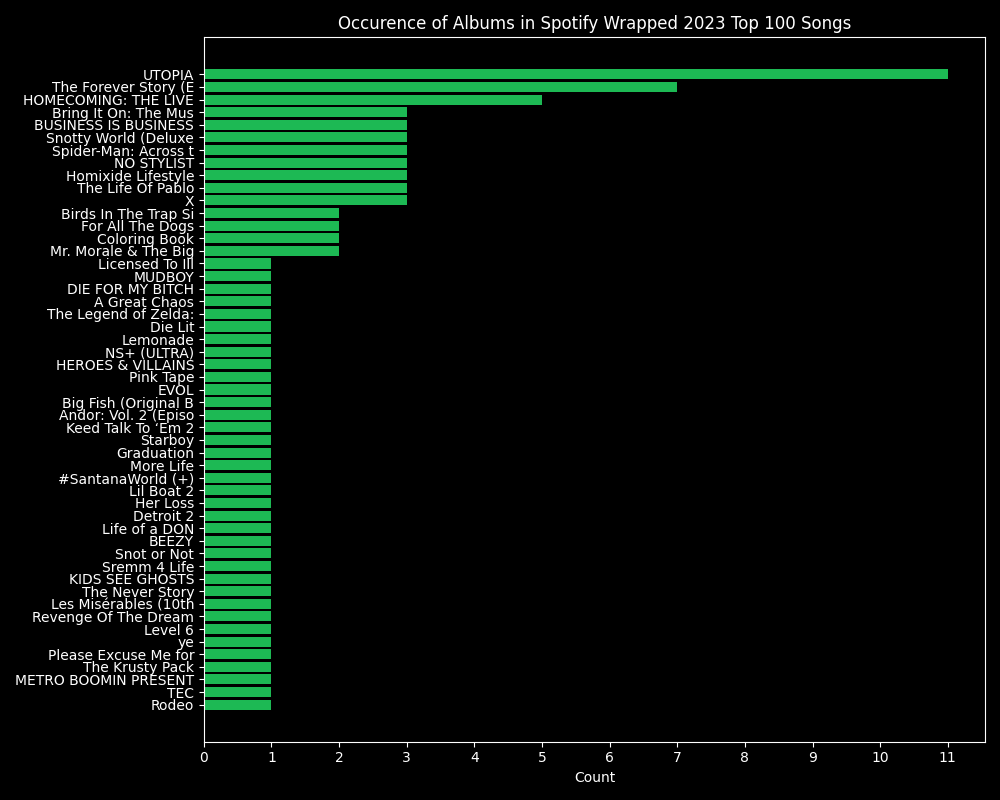 Occurence of Albums in Spotify Wrapped 2023 Top 100 Songs
UTOPIA
The Forever Story (E
HOMECOMING: THE LIVE
Bring It On: The Mus
BUSINESS IS BUSINESS
Snotty World (Deluxe
Spider-Man: Across t
NO STYLIST
Homixide Lifestyle
The Life Of Pablo
X
Birds In The Trap Si
For All The Dogs
Coloring Book
Mr. Morale & The Big
Licensed To Ill
MUDBOY
DIE FOR MY BITCH
A Great Chaos
The Legend of Zelda:
Die Lit
Lemonade
NS+ (ULTRA)
HEROES & VILLAINS
Pink Tape
EVOL
Big Fish (Original B
Andor: Vol. 2 (Episo
Keed Talk To ‘Em 2
Starboy
Graduation
More Life
#SantanaWorld (+)
Lil Boat 2
Her Loss
Detroit 2
Life of a DON
BEEZY
Snot or Not
Sremm 4 Life
KIDS SEE GHOSTS
The Never Story
Les Misérables (10th
Revenge Of The Dream
Level 6
ye
Please Excuse Me for
The Krusty Pack
METRO BOOMIN PRESENT
TEC
Rodeo
0 1 2 3 4 5 6 7 8 9 10 11
Count